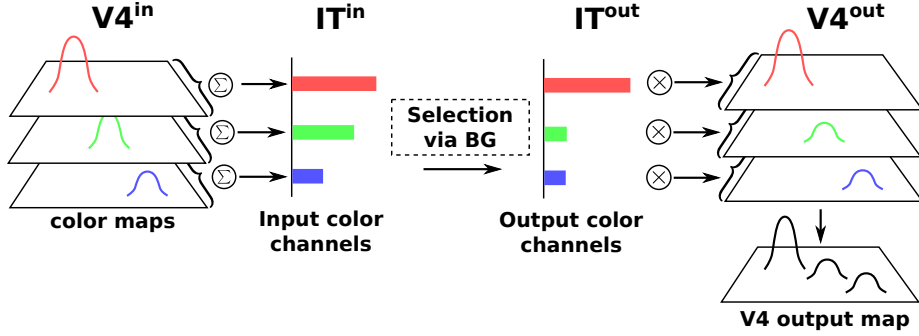 V4in
ITin
ITout
V4out
Σ
Σ
Σ
Selection
via BG
color maps
Input color
channels
Output color
channels
V4 output map